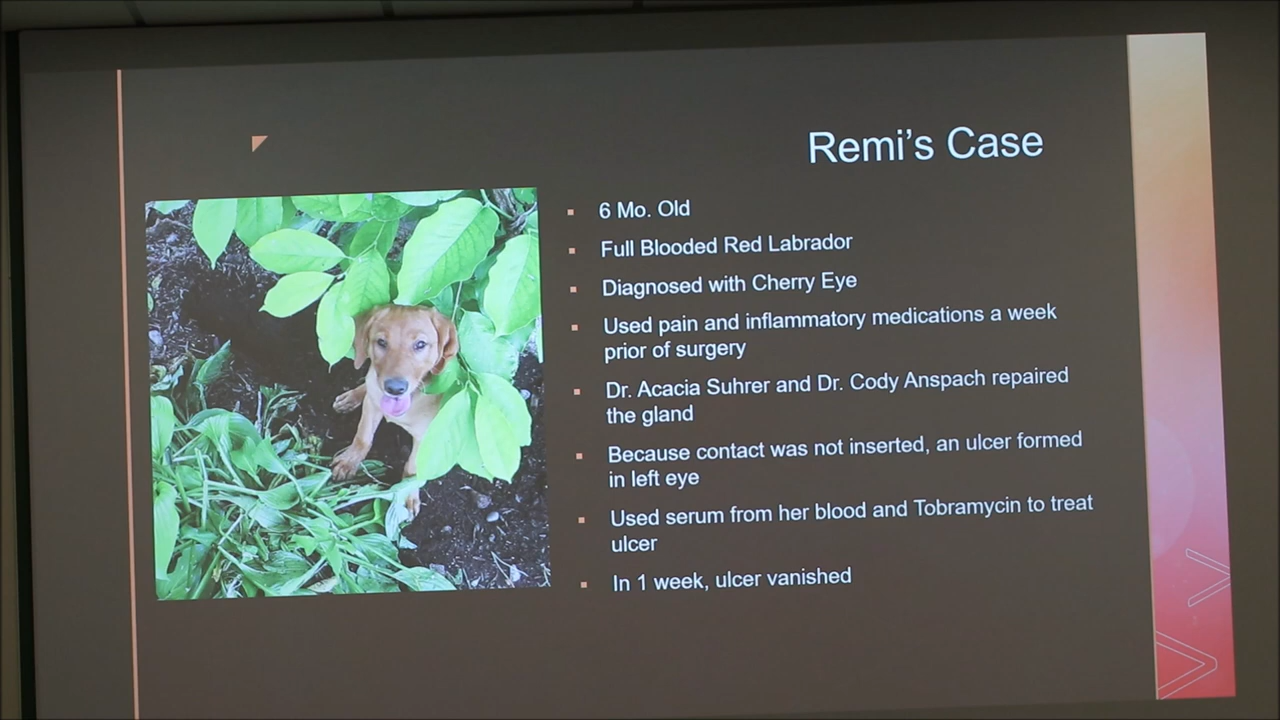 Remi's Case
6 Mo. Old
Full Blooded Red Labrador
Diagnosed with Cherry Eye
Used pain and inflammatory medications a week
prior of surgery
Dr. Acacia Suhrer and Dr. Cody Anspach repaired
the gland
Because contact was not inserted, an ulcer formed
in left eye
Used serum from her blood and Tobramycin to treat
ulcer
In 1 week, ulcer vanished